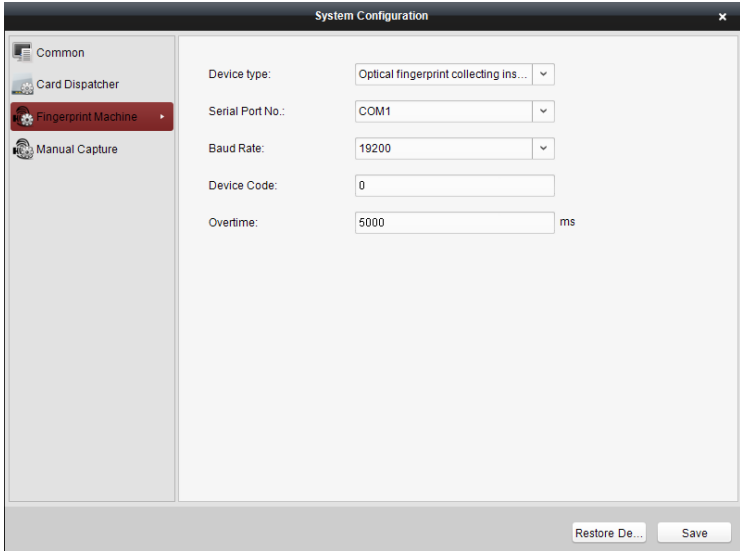 System Configuration
Common
Card Dispatcher
Fingerprint Machine
Manual Capture
Device type: Optical fingerprint collecting ins...
Serial Port No.: COM1
Baud Rate: 19200
Device Code: 0
Overtime: 5000 ms
Restore De... Save